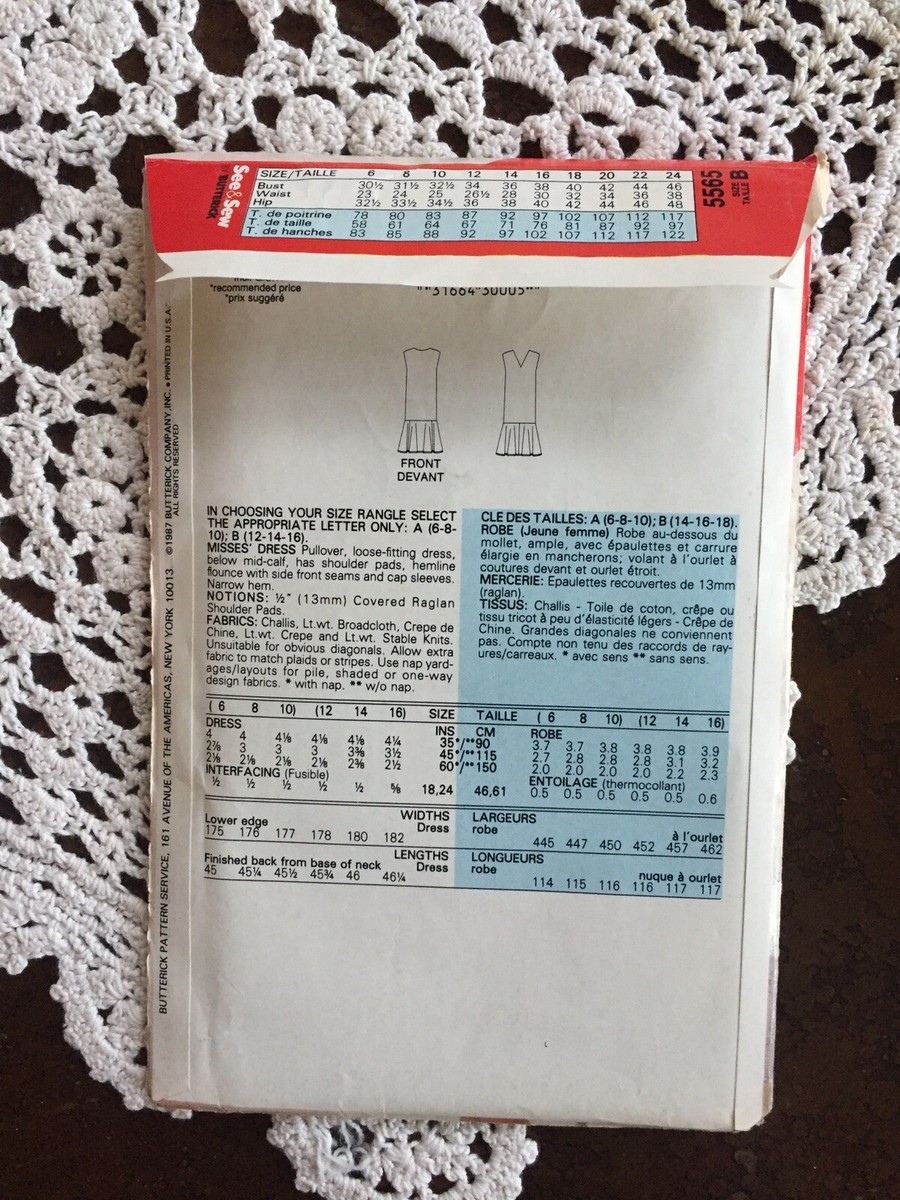 See&Sew
BUTTERICK
SIZE/TAILLE 6 8 10 12 14 16 18 20 22 24
Bust 30½ 31½ 32½ 34 36 38 40 42 44 46
Waist 23 24 25 26½ 28 30 32 34 36 38
Hip 32½ 33½ 34½ 36 38 40 42 44 46 48
T. de poitrine 78 80 83 87 92 97 102 107 112 117
T. de taille 58 61 64 67 71 76 81 87 92 97
T. de hanches 83 85 88 92 97 102 107 112 117 122
5565
SIZE
TAILLE B
*recommended price
*prix suggéré
31664 30005
FRONT
DEVANT
BUTTERICK PATTERN SERVICE, 161 AVENUE OF THE AMERICAS, NEW YORK 10013 ©1987 BUTTERICK COMPANY, INC. • PRINTED IN U.S.A.
ALL RIGHTS RESERVED
IN CHOOSING YOUR SIZE RANGLE SELECT
THE APPROPRIATE LETTER ONLY: A (6-8-
10); B (12-14-16).
MISSES' DRESS Pullover, loose-fitting dress,
below mid-calf, has shoulder pads, hemline
flounce with side front seams and cap sleeves.
Narrow hem.
NOTIONS: ½" (13mm) Covered Raglan
Shoulder Pads.
FABRICS: Challis, Lt.wt. Broadcloth, Crepe de
Chine, Lt.wt. Crepe and Lt.wt. Stable Knits.
Unsuitable for obvious diagonals. Allow extra
fabric to match plaids or stripes. Use nap yard-
ages/layouts for pile, shaded or one-way
design fabrics. * with nap. ** w/o nap.
CLE DES TAILLES: A (6-8-10); B (14-16-18).
ROBE (Jeune femme) Robe au-dessous du
mollet, ample, avec épaulettes et carrure
élargie en mancherons; volant à l'ourlet à
coutures devant et ourlet étroit.
MERCERIE: Epaulettes recouvertes de 13mm
(raglan).
TISSUS: Challis - Toile de coton, crêpe ou
tissu tricot à peu d'élasticité légers - Crêpe de
Chine. Grandes diagonales ne conviennent
pas. Compte non tenu des raccords de ray-
ures/carreaux. * avec sens ** sans sens.
( 6 8 10) (12 14 16) SIZE TAILLE ( 6 8 10) (12 14 16)
DRESS INS CM ROBE
4 4 4⅛ 4⅛ 4⅛ 4¼ 35*/**90 3.7 3.7 3.8 3.8 3.8 3.9
2⅞ 3 3 3 3⅜ 3½ 45*/**115 2.7 2.8 2.8 2.8 3.1 3.2
2⅛ 2⅛ 2⅛ 2⅛ 2⅜ 2½ 60*/**150 2.0 2.0 2.0 2.0 2.2 2.3
INTERFACING (Fusible) ENTOILAGE (thermocollant)
½ ½ ½ ½ ½ ⅝ 18,24 46,61 0.5 0.5 0.5 0.5 0.5 0.6
WIDTHS LARGEURS
Lower edge Dress robe à l'ourlet
175 176 177 178 180 182 445 447 450 452 457 462
LENGTHS LONGUEURS
Finished back from base of neck Dress robe nuque à ourlet
45 45¼ 45½ 45¾ 46 46¼ 114 115 116 116 117 117